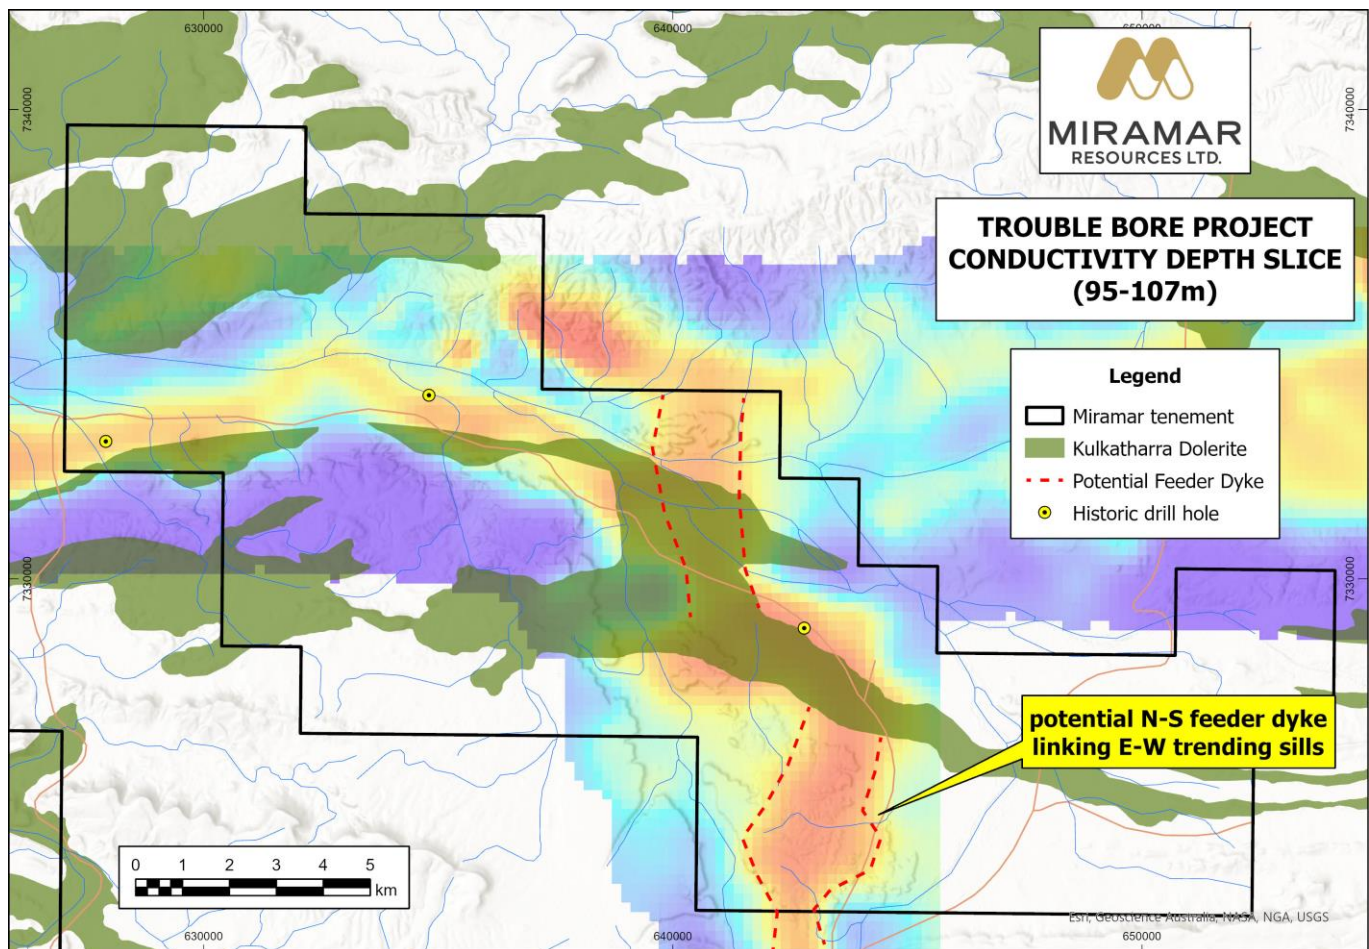 630000
640000
650000
7340000
7340000
MIRAMAR
RESOURCES LTD.
TROUBLE BORE PROJECT
CONDUCTIVITY DEPTH SLICE
(95-107m)
Legend
Miramar tenement
Kulkatharra Dolerite
Potential Feeder Dyke
Historic drill hole
7330000
7330000
potential N-S feeder dyke
linking E-W trending sills
0 1 2 3 4 5
km
Esri, Geoscience Australia, NASA, NGA, USGS
630000
640000
650000